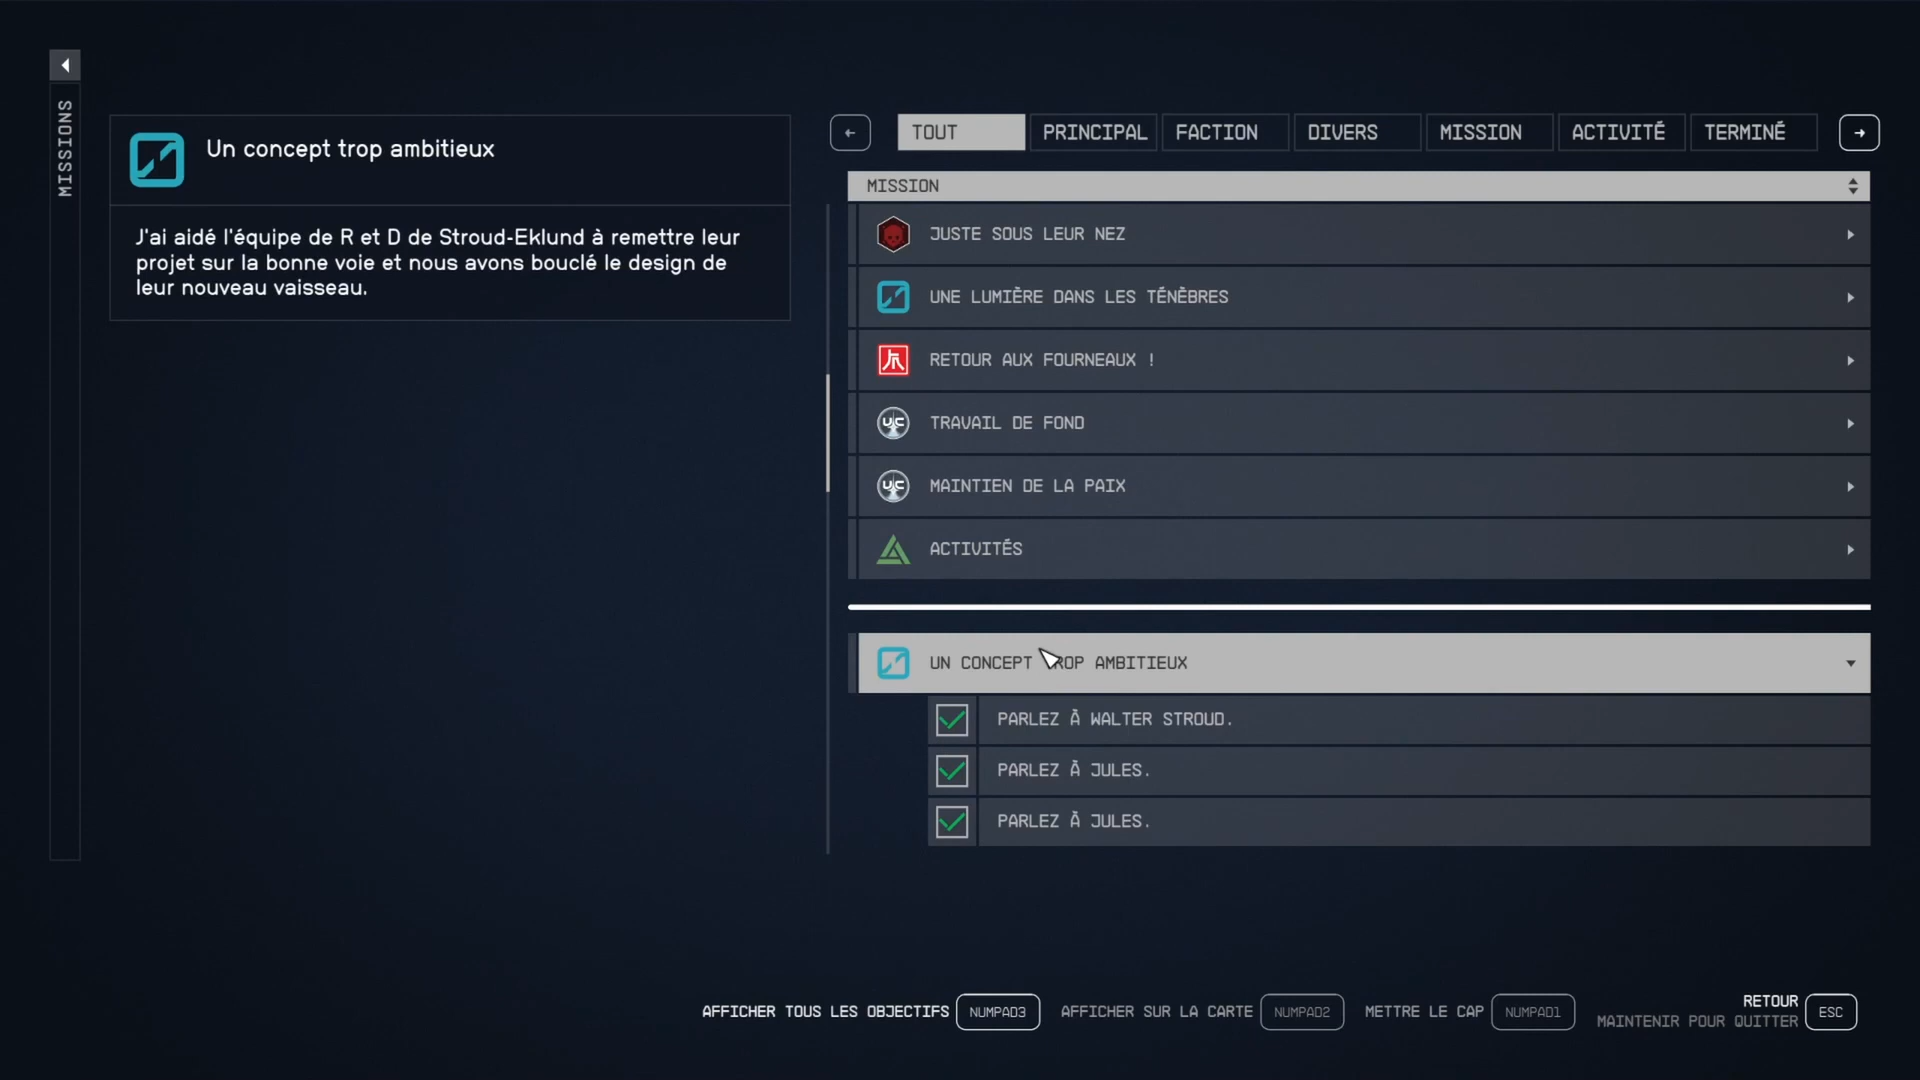 MISSIONS
Un concept trop ambitieux
J'ai aidé l'équipe de R et D de Stroud-Eklund à remettre leur
projet sur la bonne voie et nous avons bouclé le design de
leur nouveau vaisseau.
TOUT PRINCIPAL FACTION DIVERS MISSION ACTIVITÉ TERMINÉ
MISSION
JUSTE SOUS LEUR NEZ
UNE LUMIÈRE DANS LES TÉNÈBRES
RETOUR AUX FOURNEAUX !
UC TRAVAIL DE FOND
UC MAINTIEN DE LA PAIX
ACTIVITÉS
UN CONCEPT TROP AMBITIEUX
PARLEZ À WALTER STROUD.
PARLEZ À JULES.
PARLEZ À JULES.
AFFICHER TOUS LES OBJECTIFS NUMPAD3 AFFICHER SUR LA CARTE NUMPAD2 METTRE LE CAP NUMPAD1 RETOUR ESC
MAINTENIR POUR QUITTER